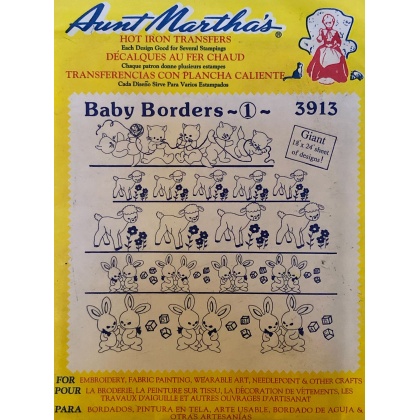 Aunt Martha's®
HOT IRON TRANSFERS
Each Design Good for Several Stampings
DÉCALQUES AU FER CHAUD
Chaque patron donne plusieurs estampes
TRANSFERENCIAS CON PLANCHA CALIENTE
Cada Diseño Sirve Para Varios Estampados
Baby Borders ~1~ 3913
Giant
18"x 24" sheet
of designs!
FOR EMBROIDERY, FABRIC PAINTING, WEARABLE ART, NEEDLEPOINT & OTHER CRAFTS
POUR LA BRODERIE, LA PEINTURE SUR TISSU, LA DÉCORATION DE VÊTEMENTS, LES
TRAVAUX D'AIGUILLE ET AUTRES OUVRAGES D'ARTISANAT
PARA BORDADOS, PINTURA EN TELA, ARTE USABLE, BORDADO DE AGUJA &
OTRAS ARTESANIAS